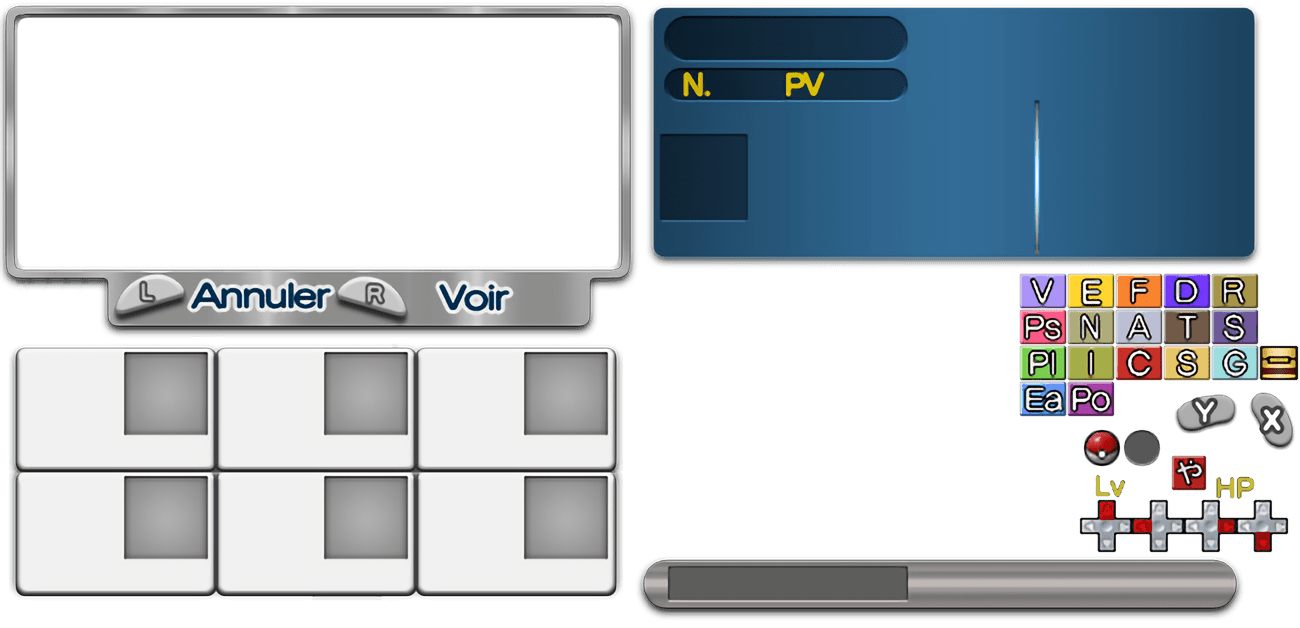 N. PV
L Annuler R Voir
V E F D R
Ps N A T S
Pl I C S G
Ea Po
Y X
や
Lv HP